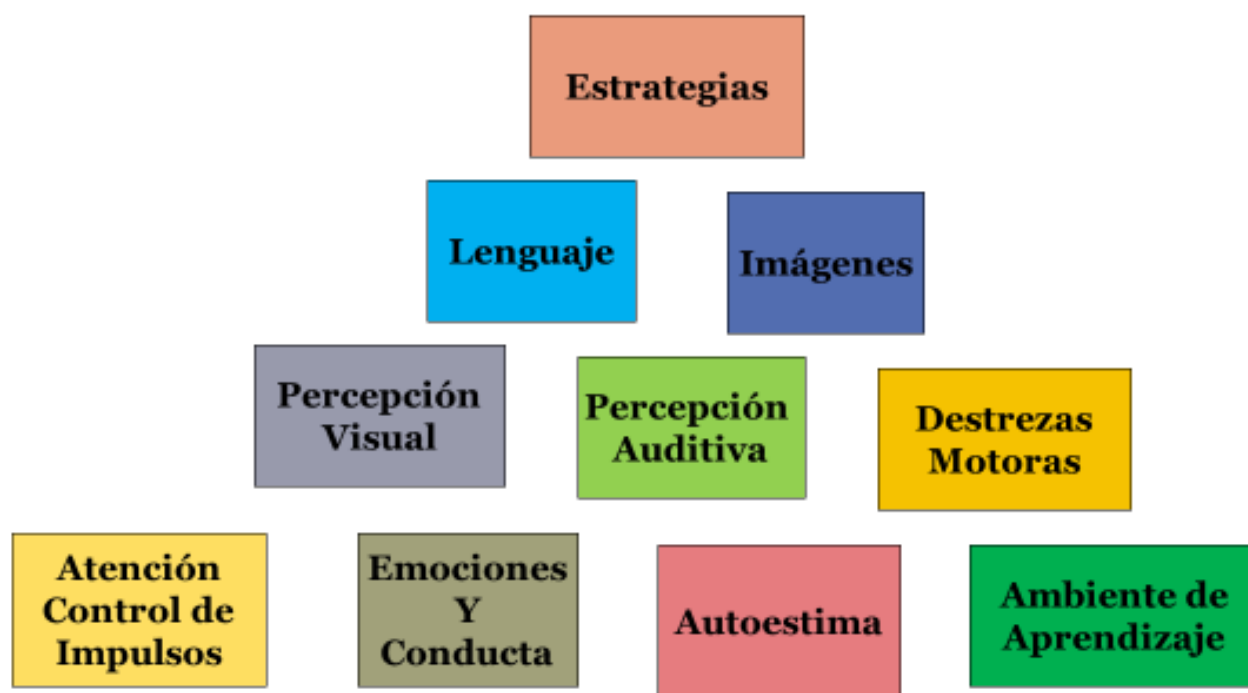 Estrategias
Lenguaje
Imágenes
Percepción
Visual
Percepción
Auditiva
Destrezas
Motoras
Atención
Control de
Impulsos
Emociones
Y
Conducta
Autoestima
Ambiente de
Aprendizaje